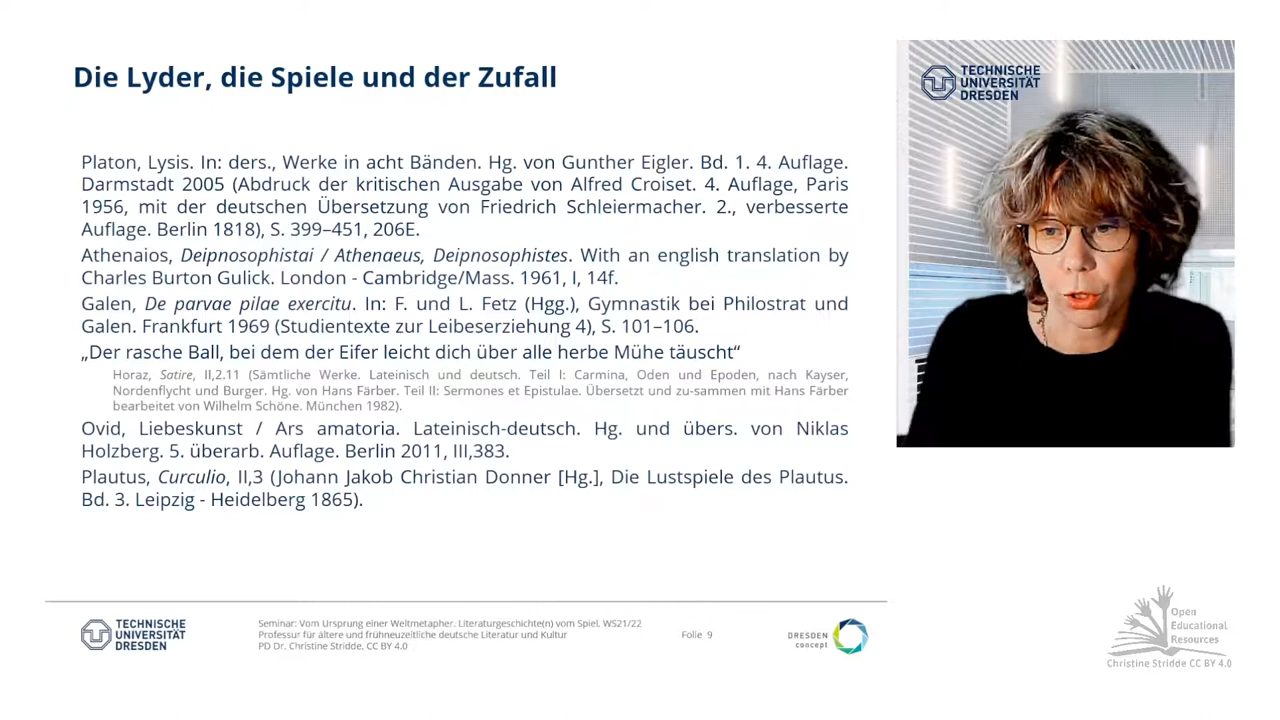 Die Lyder, die Spiele und der Zufall
TECHNISCHE
UNIVERSITÄT
DRESDEN
Platon, Lysis. In: ders., Werke in acht Bänden. Hg. von Gunther Eigler. Bd. 1. 4. Auflage.
Darmstadt 2005 (Abdruck der kritischen Ausgabe von Alfred Croiset. 4. Auflage, Paris
1956, mit der deutschen Übersetzung von Friedrich Schleiermacher. 2., verbesserte
Auflage. Berlin 1818), S. 399–451, 206E.
Athenaios, Deipnosophistai / Athenaeus, Deipnosophistes. With an english translation by
Charles Burton Gulick. London - Cambridge/Mass. 1961, I, 14f.
Galen, De parvae pilae exercitu. In: F. und L. Fetz (Hgg.), Gymnastik bei Philostrat und
Galen. Frankfurt 1969 (Studientexte zur Leibeserziehung 4), S. 101–106.
„Der rasche Ball, bei dem der Eifer leicht dich über alle herbe Mühe täuscht“
Horaz, Satire, II,2.11 (Sämtliche Werke. Lateinisch und deutsch. Teil I: Carmina, Oden und Epoden, nach Kayser,
Nordenflycht und Burger. Hg. von Hans Färber. Teil II: Sermones et Epistulae. Übersetzt und zu-sammen mit Hans Färber
bearbeitet von Wilhelm Schöne. München 1982).
Ovid, Liebeskunst / Ars amatoria. Lateinisch-deutsch. Hg. und übers. von Niklas
Holzberg. 5. überarb. Auflage. Berlin 2011, III,383.
Plautus, Curculio, II,3 (Johann Jakob Christian Donner [Hg.], Die Lustspiele des Plautus.
Bd. 3. Leipzig - Heidelberg 1865).
TECHNISCHE
UNIVERSITÄT
DRESDEN
Seminar: Vom Ursprung einer Weltmetapher. Literaturgeschichte(n) vom Spiel. WS21/22
Professur für ältere und frühneuzeitliche deutsche Literatur und Kultur
PD Dr. Christine Stridde, CC BY 4.0
Folie 9
DRESDEN
concept
Open
Educational
Resources
Christine Stridde CC BY 4.0